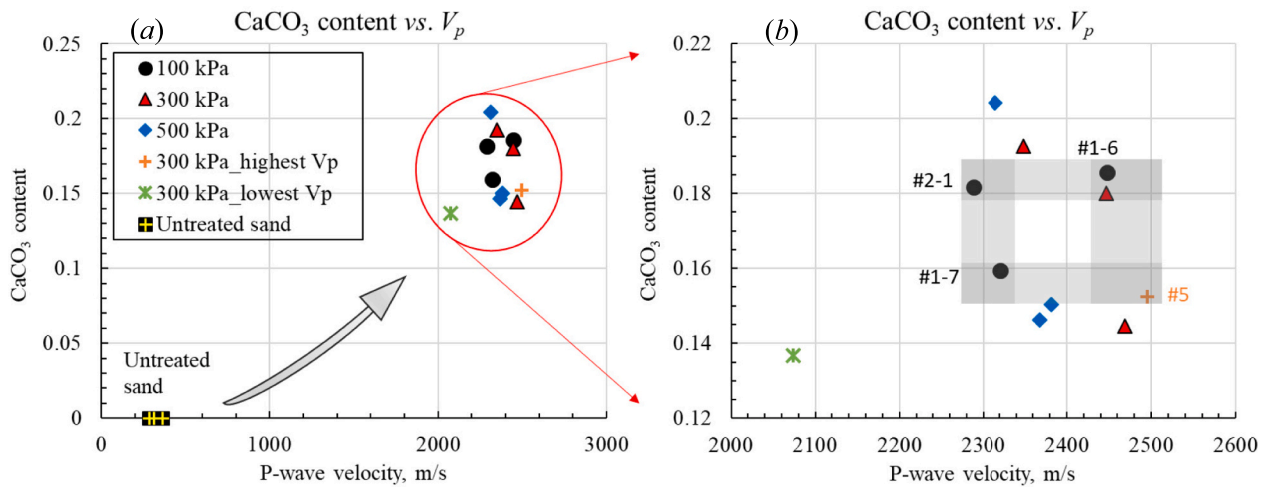 (a)
CaCO₃ content vs. Vₚ
0.25
0.2
0.15
0.1
0.05
0
CaCO₃ content
100 kPa
300 kPa
500 kPa
300 kPa_highest Vp
300 kPa_lowest Vp
Untreated sand
Untreated
sand
0
1000
2000
3000
P-wave velocity, m/s
(b)
CaCO₃ content vs. Vₚ
0.22
0.2
0.18
0.16
0.14
0.12
CaCO₃ content
#1-6
#2-1
#1-7
#5
2000
2100
2200
2300
2400
2500
2600
P-wave velocity, m/s